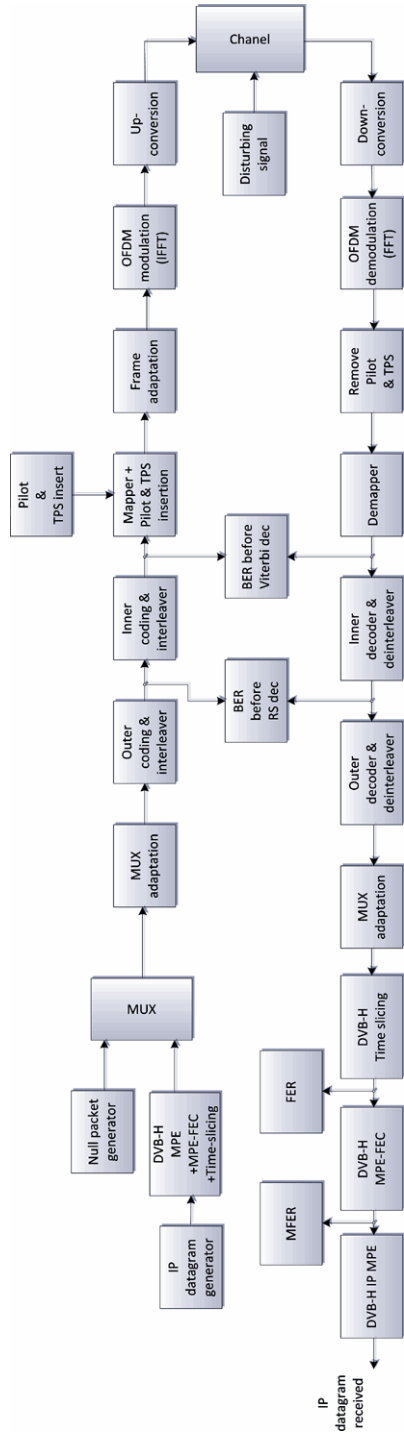 IP
datagram
generator
Null packet
generator
DVB-H
MPE
+MPE-FEC
+Time-slicing
MUX
MUX
adaptation
Outer
coding &
interleaver
Inner
coding &
interleaver
Pilot
&
TPS insert
Mapper +
Pilot & TPS
insertion
Frame
adaptation
OFDM
modulation
(IFFT)
Up-
conversion
Chanel
Disturbing
signal
BER before
Viterbi dec
BER
before
RS dec
Down-
conversion
OFDM
demodulation
(FFT)
Remove
Pilot
& TPS
Demapper
Inner
decoder &
deinterleaver
Outer
decoder &
deinterleaver
MUX
adaptation
DVB-H
Time slicing
FER
DVB-H
MPE-FEC
MFER
DVB-H IP MPE
IP
datagram
received